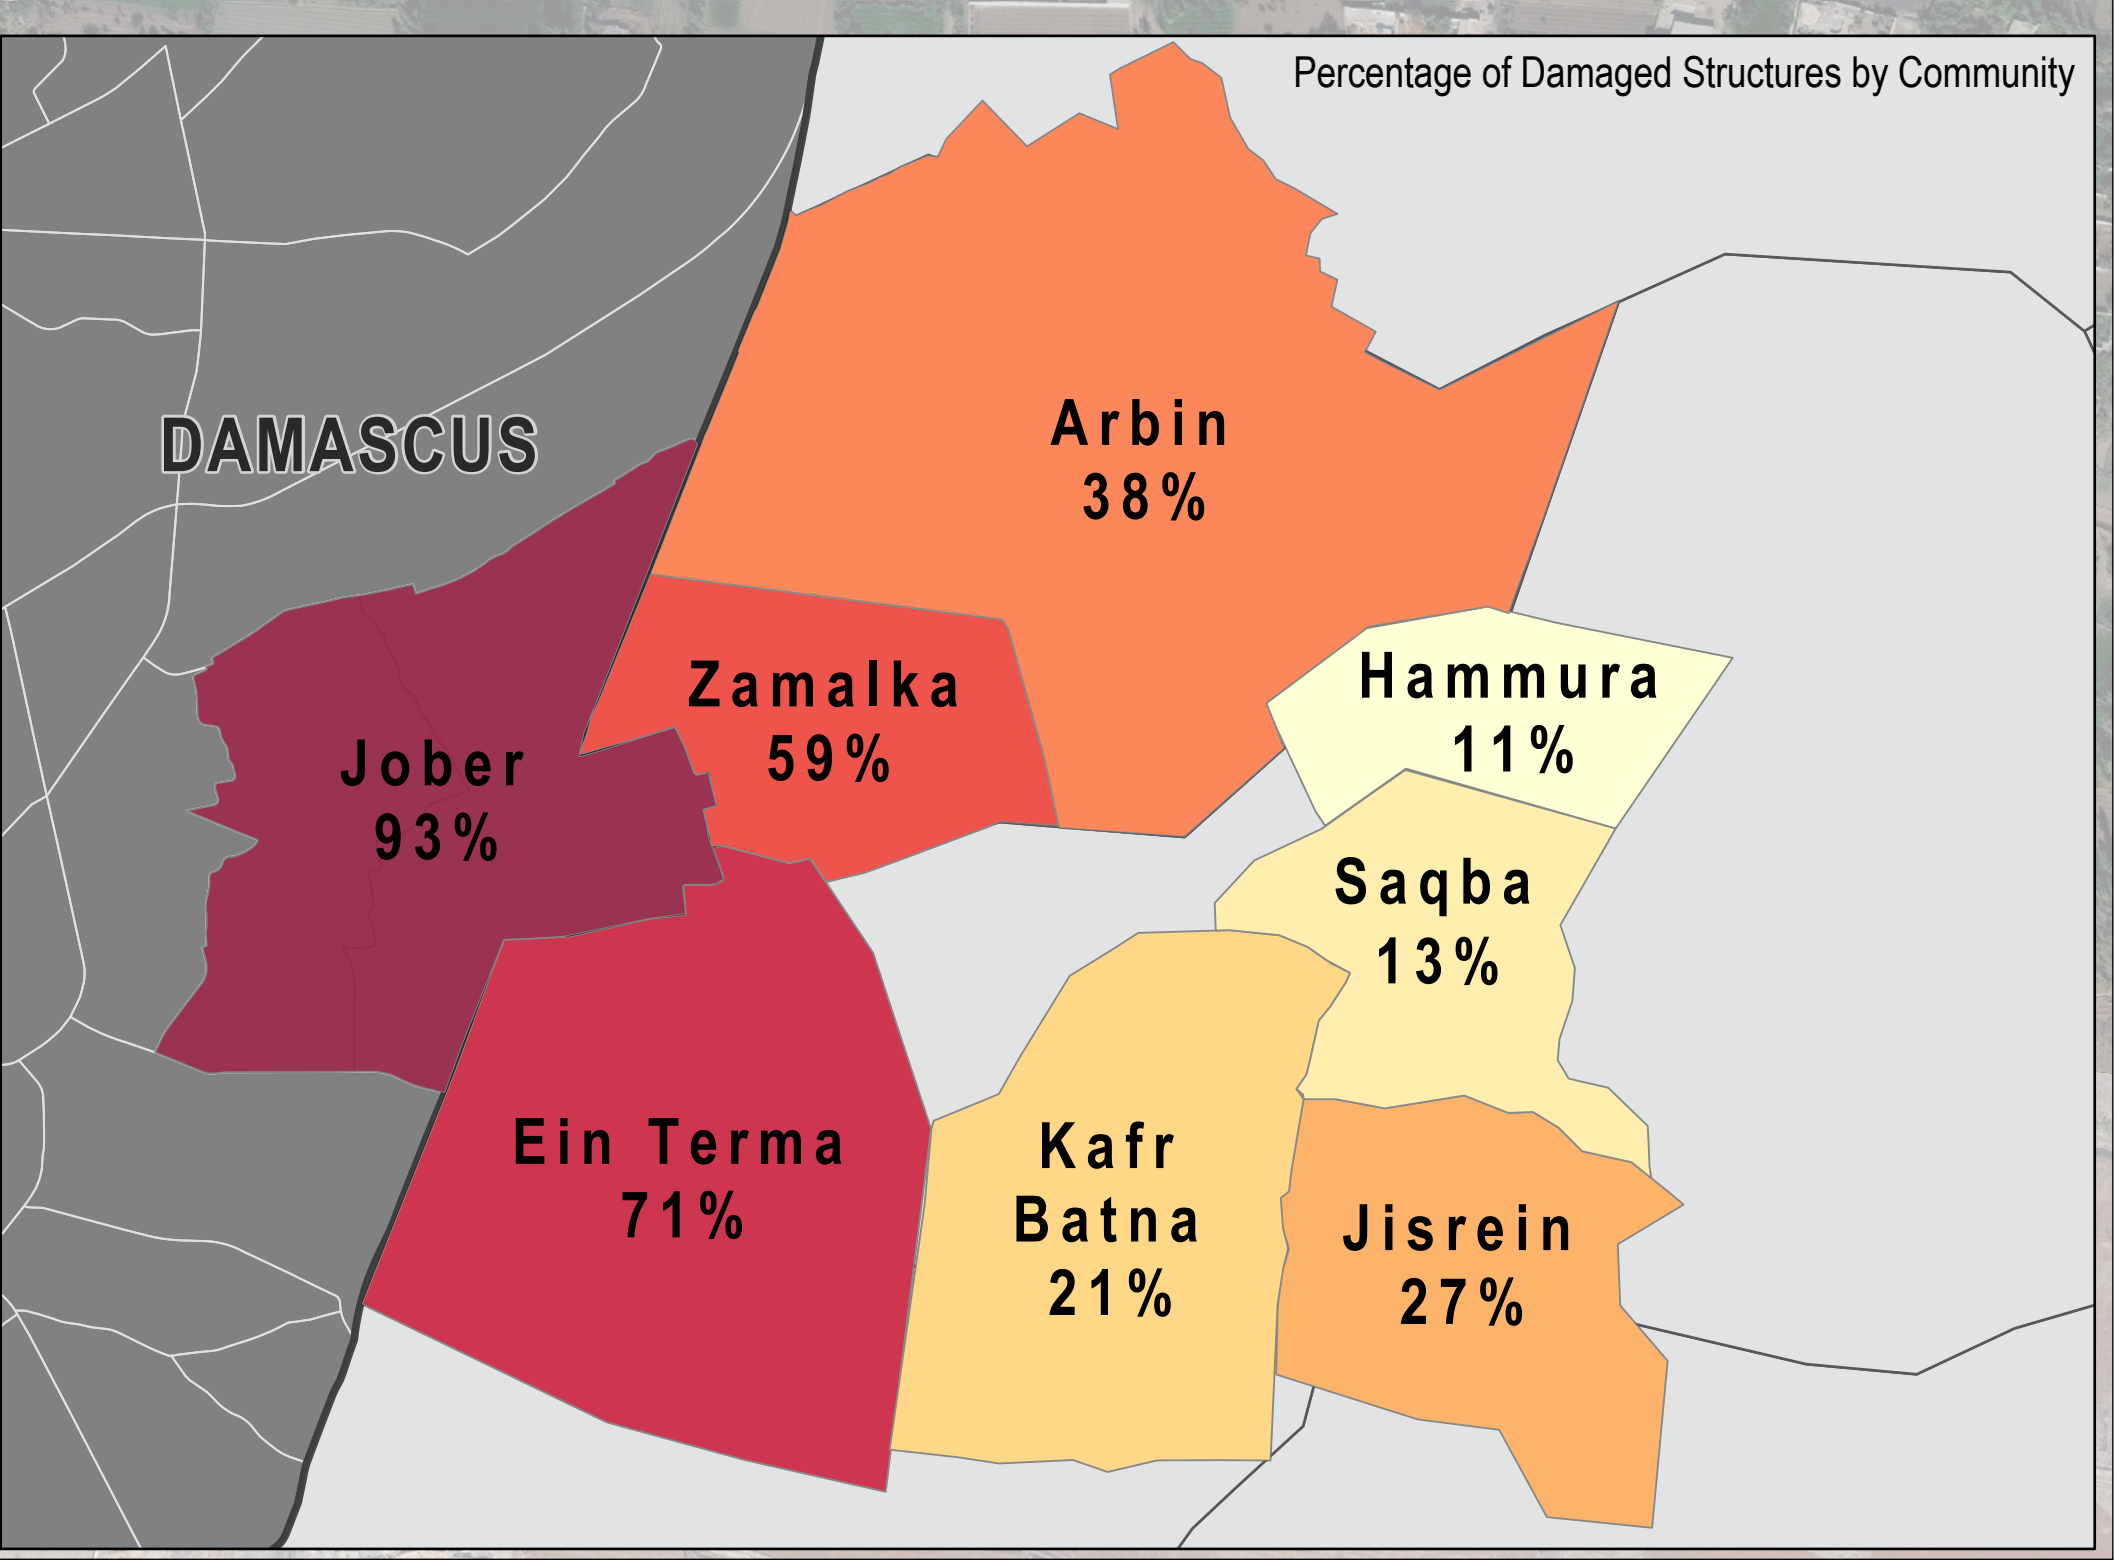 Percentage of Damaged Structures by Community
DAMASCUS
Arbin
38%
Zamalka
59%
Hammura
11%
Jober
93%
Saqba
13%
Ein Terma
71%
Kafr
Batna
21%
Jisrein
27%